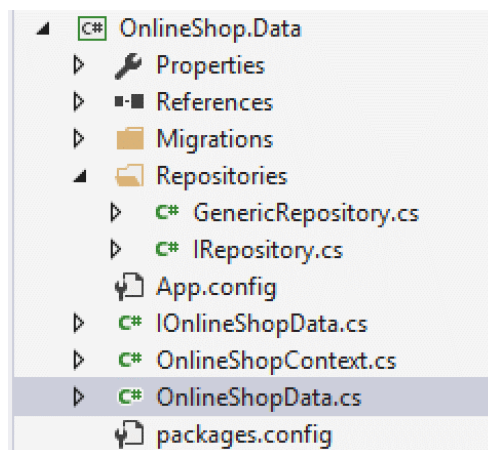 C# OnlineShop.Data
Properties
References
Migrations
Repositories
C# GenericRepository.cs
C# IRepository.cs
App.config
C# IOnlineShopData.cs
C# OnlineShopContext.cs
C# OnlineShopData.cs
packages.config